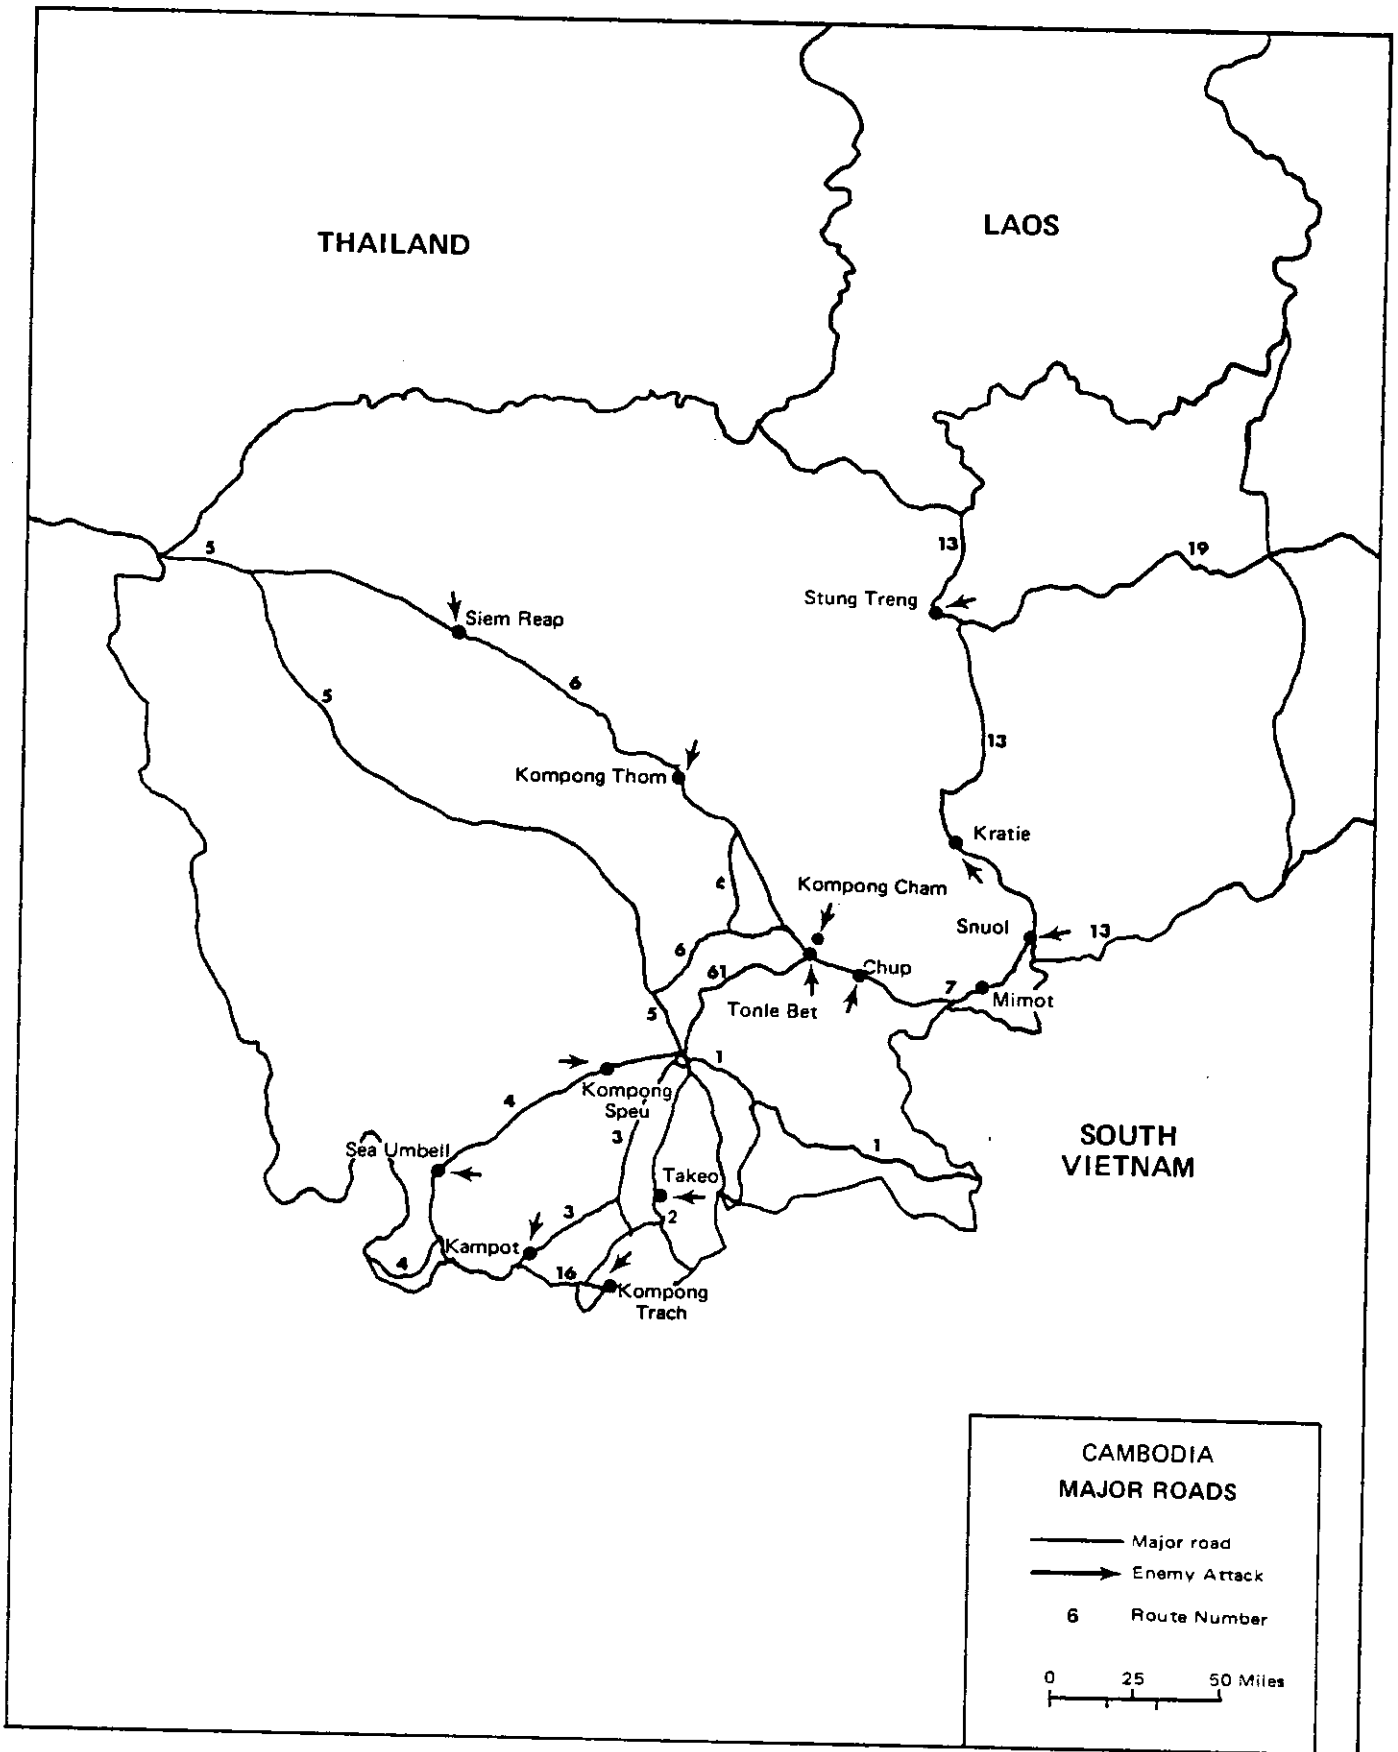 THAILAND
LAOS
5
13
19
Stung Treng
Siem Reap
6
5
13
Kompong Thom
Kratie
6
Kompong Cham
Snuol
13
6
61
Chup
7
Mimot
5
Tonle Bet
1
Kompong
Speu
4
3
SOUTH
VIETNAM
1
Sea Umbell
Takeo
3
2
Kampot
4
16
Kompong
Trach
CAMBODIA
MAJOR ROADS
Major road
Enemy Attack
6 Route Number
0 25 50 Miles